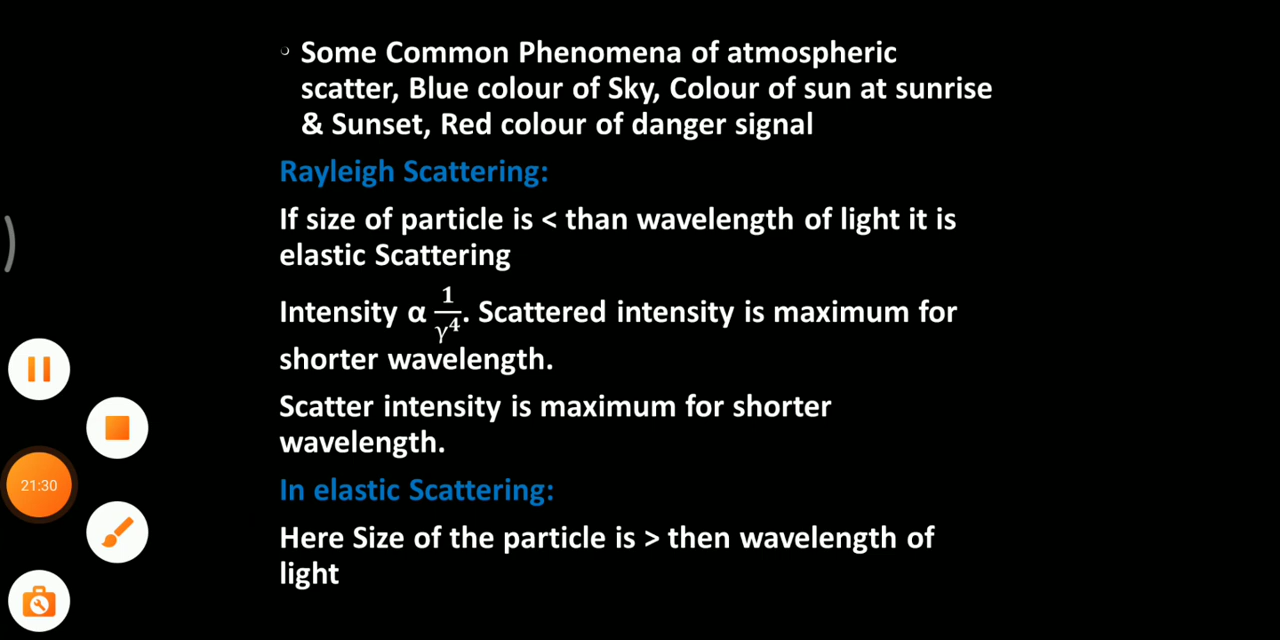 Some Common Phenomena of atmospheric
scatter, Blue colour of Sky, Colour of sun at sunrise
& Sunset, Red colour of danger signal
Rayleigh Scattering:
If size of particle is < than wavelength of light it is
elastic Scattering
Intensity α 1/γ⁴. Scattered intensity is maximum for
shorter wavelength.
Scatter intensity is maximum for shorter
wavelength.
In elastic Scattering:
Here Size of the particle is > then wavelength of
light
21:30